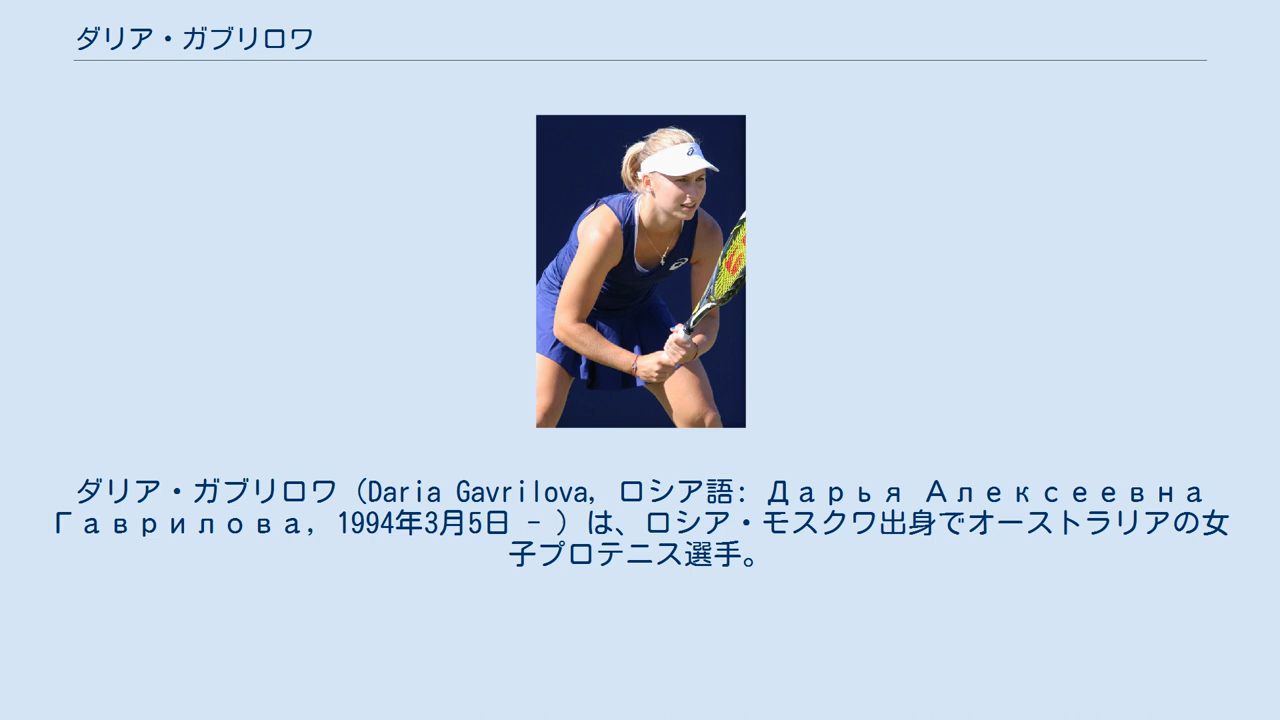 ダリア・ガブリロワ
ダリア・ガブリロワ（Daria Gavrilova, ロシア語: Дарья Алексеевна
Гаврилова, 1994年3月5日 - ）は、ロシア・モスクワ出身でオーストラリアの女
子プロテニス選手。